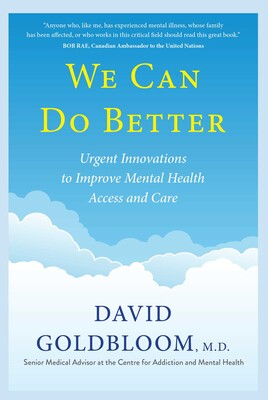 "Anyone who, like me, has experienced mental illness, whose family
has been affected, or who works in this critical field should read this great book."
BOB RAE, Canadian Ambassador to the United Nations
WE CAN
DO BETTER
Urgent Innovations
to Improve Mental Health
Access and Care
DAVID
GOLDBLOOM, M.D.
Senior Medical Advisor at the Centre for Addiction and Mental Health